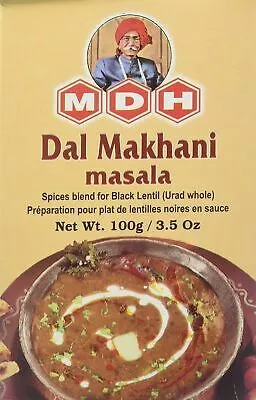 MDH
Dal Makhani
masala
Spices blend for Black Lentil (Urad whole)
Préparation pour plat de lentilles noires en sauce
Net Wt. 100g / 3.5 Oz